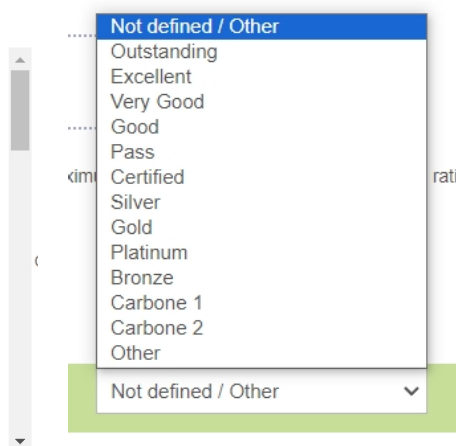 Not defined / Other
Outstanding
Excellent
Very Good
Good
Pass
Certified
Silver
Gold
Platinum
Bronze
Carbone 1
Carbone 2
Other
Not defined / Other